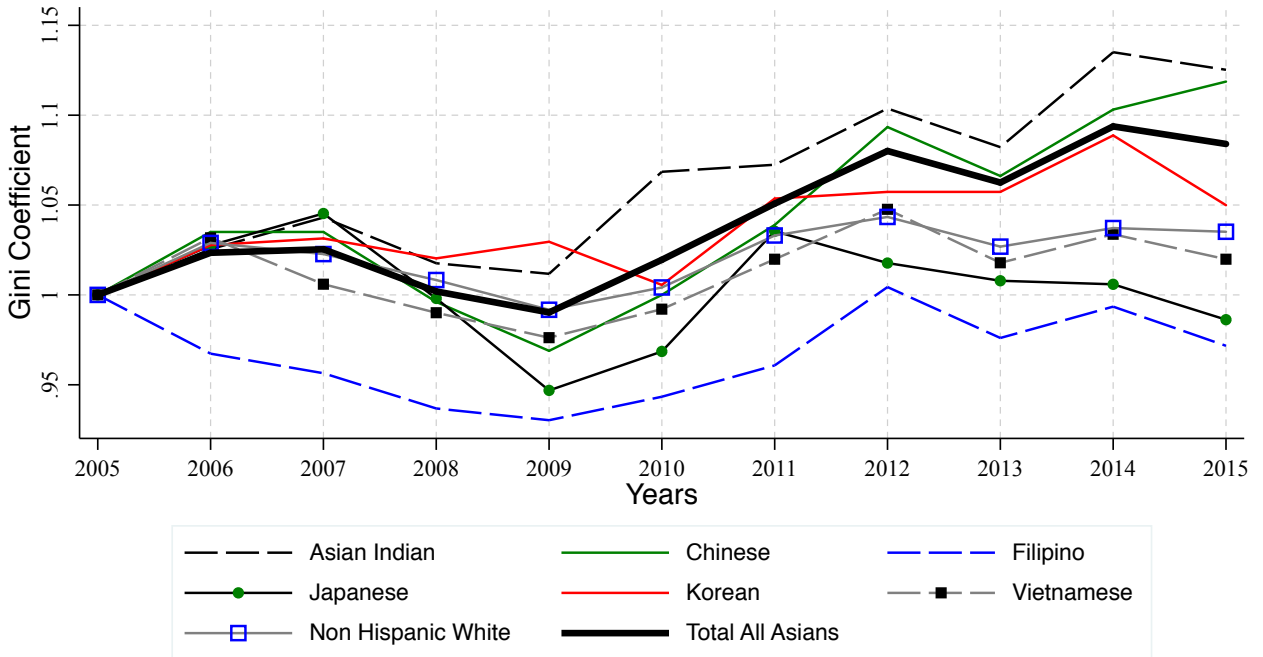 Gini Coefficient
1.15
1.1
1.05
1
.95
2005 2006 2007 2008 2009 2010 2011 2012 2013 2014 2015
Years
Asian Indian Chinese Filipino
Japanese Korean Vietnamese
Non Hispanic White Total All Asians